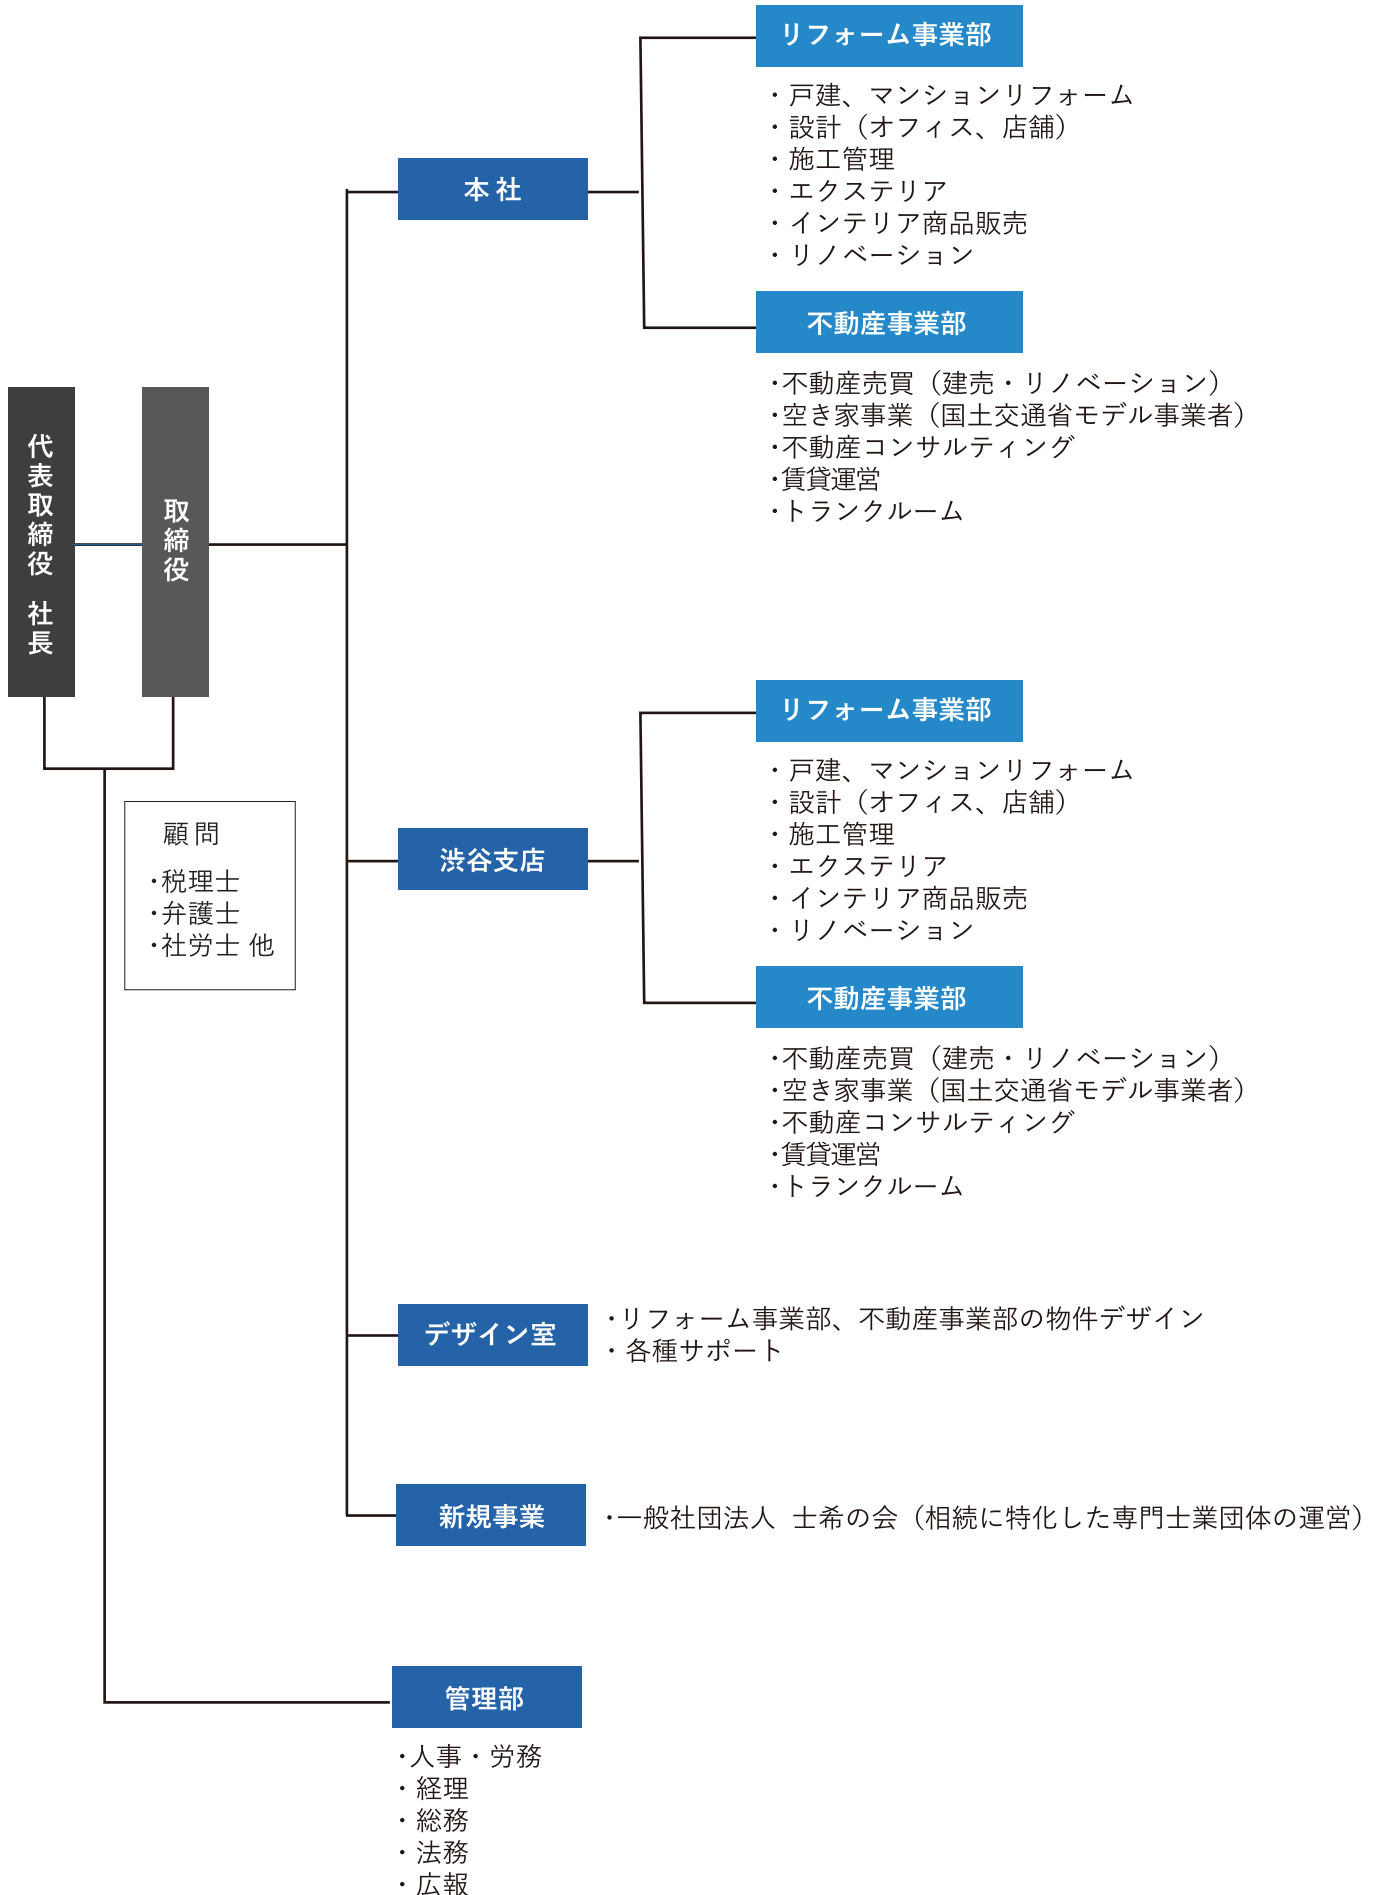 代表取締役 社長
取締役
顧問
・税理士
・弁護士
・社労士 他
本社
リフォーム事業部
・戸建、マンションリフォーム
・設計（オフィス、店舗）
・施工管理
・エクステリア
・インテリア商品販売
・リノベーション
不動産事業部
・不動産売買（建売・リノベーション）
・空き家事業（国土交通省モデル事業者）
・不動産コンサルティング
・賃貸運営
・トランクルーム
渋谷支店
リフォーム事業部
・戸建、マンションリフォーム
・設計（オフィス、店舗）
・施工管理
・エクステリア
・インテリア商品販売
・リノベーション
不動産事業部
・不動産売買（建売・リノベーション）
・空き家事業（国土交通省モデル事業者）
・不動産コンサルティング
・賃貸運営
・トランクルーム
デザイン室
・リフォーム事業部、不動産事業部の物件デザイン
・各種サポート
新規事業
・一般社団法人 士希の会（相続に特化した専門士業団体の運営）
管理部
・人事・労務
・経理
・総務
・法務
・広報